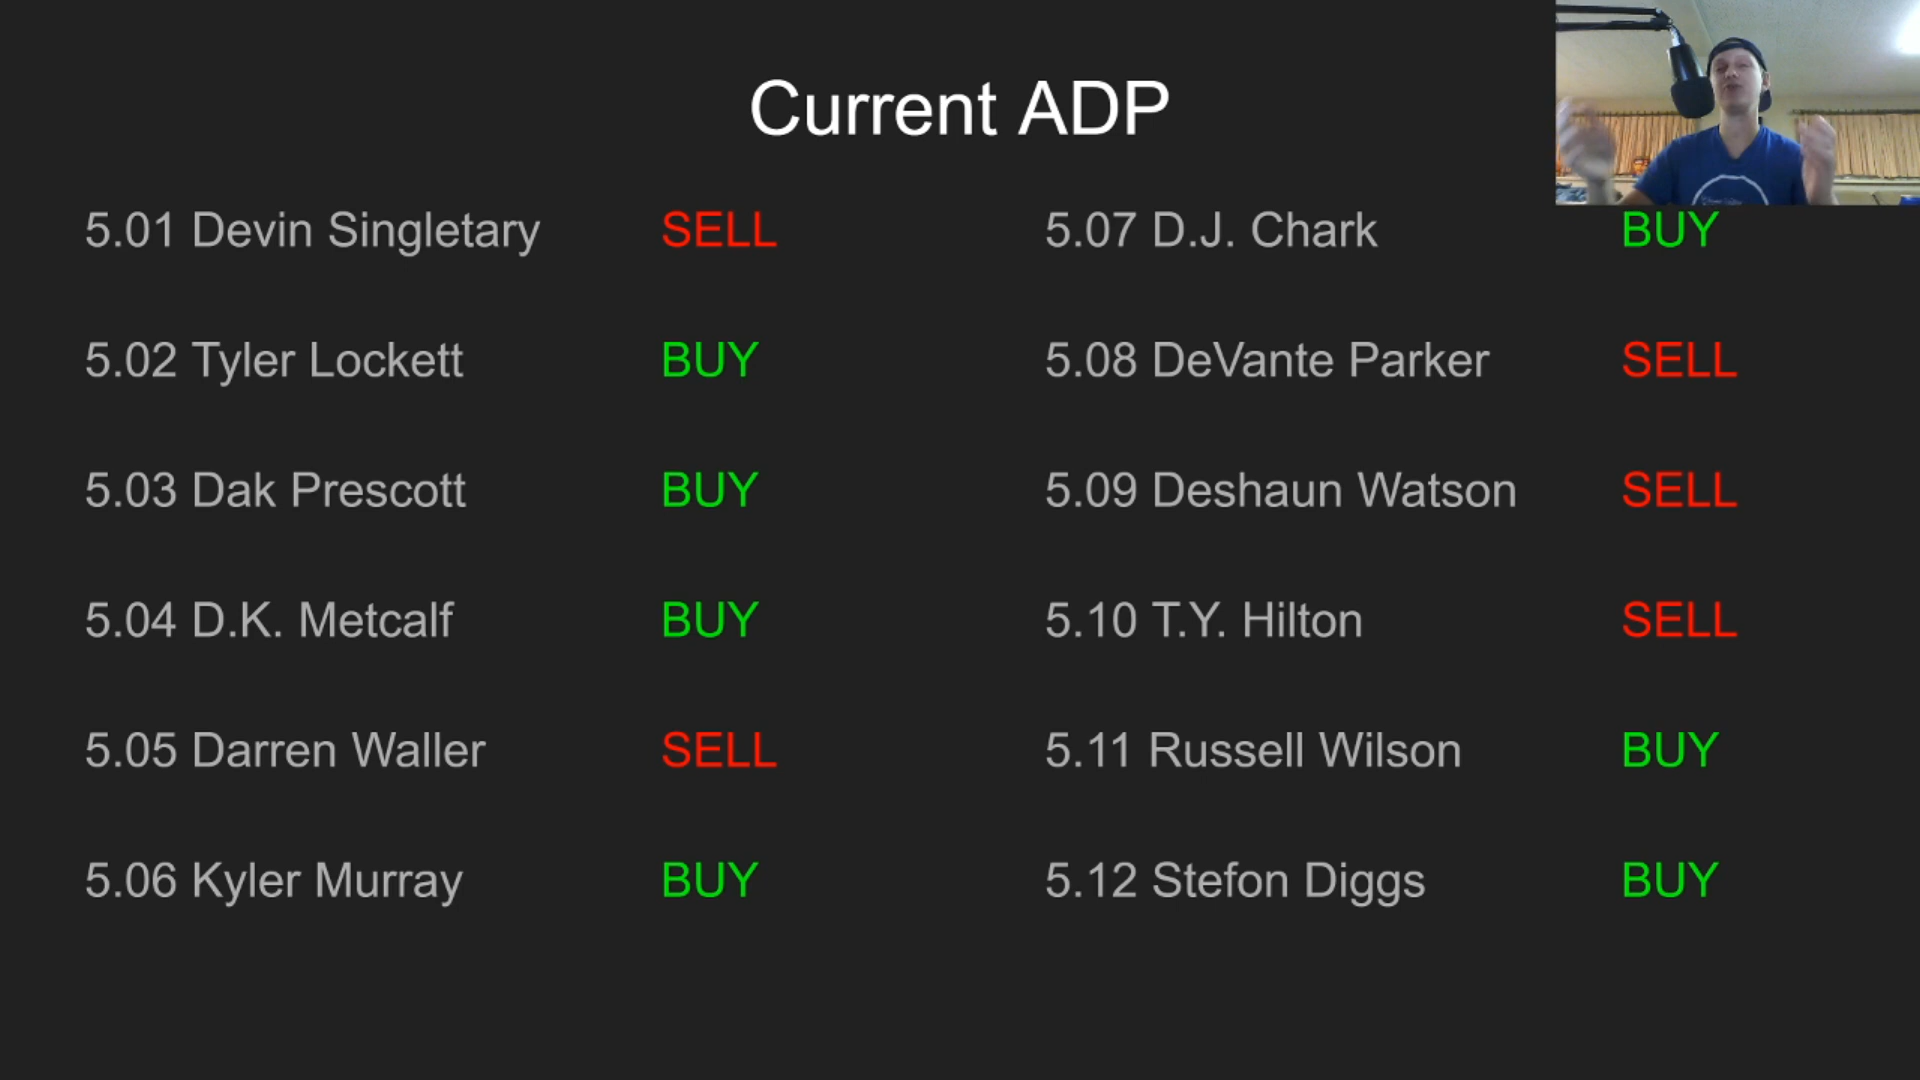 Current ADP
5.01 Devin Singletary SELL
5.02 Tyler Lockett BUY
5.03 Dak Prescott BUY
5.04 D.K. Metcalf BUY
5.05 Darren Waller SELL
5.06 Kyler Murray BUY
5.07 D.J. Chark BUY
5.08 DeVante Parker SELL
5.09 Deshaun Watson SELL
5.10 T.Y. Hilton SELL
5.11 Russell Wilson BUY
5.12 Stefon Diggs BUY